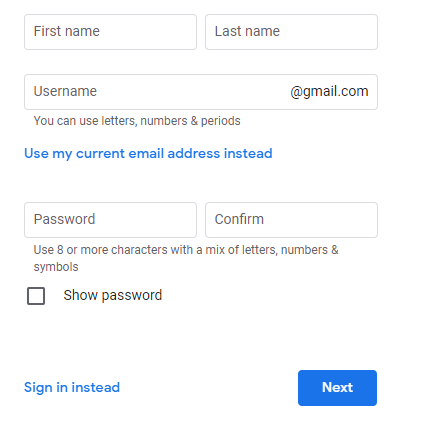 First name Last name
Username @gmail.com
You can use letters, numbers & periods
Use my current email address instead
Password Confirm
Use 8 or more characters with a mix of letters, numbers &
symbols
Show password
Sign in instead Next